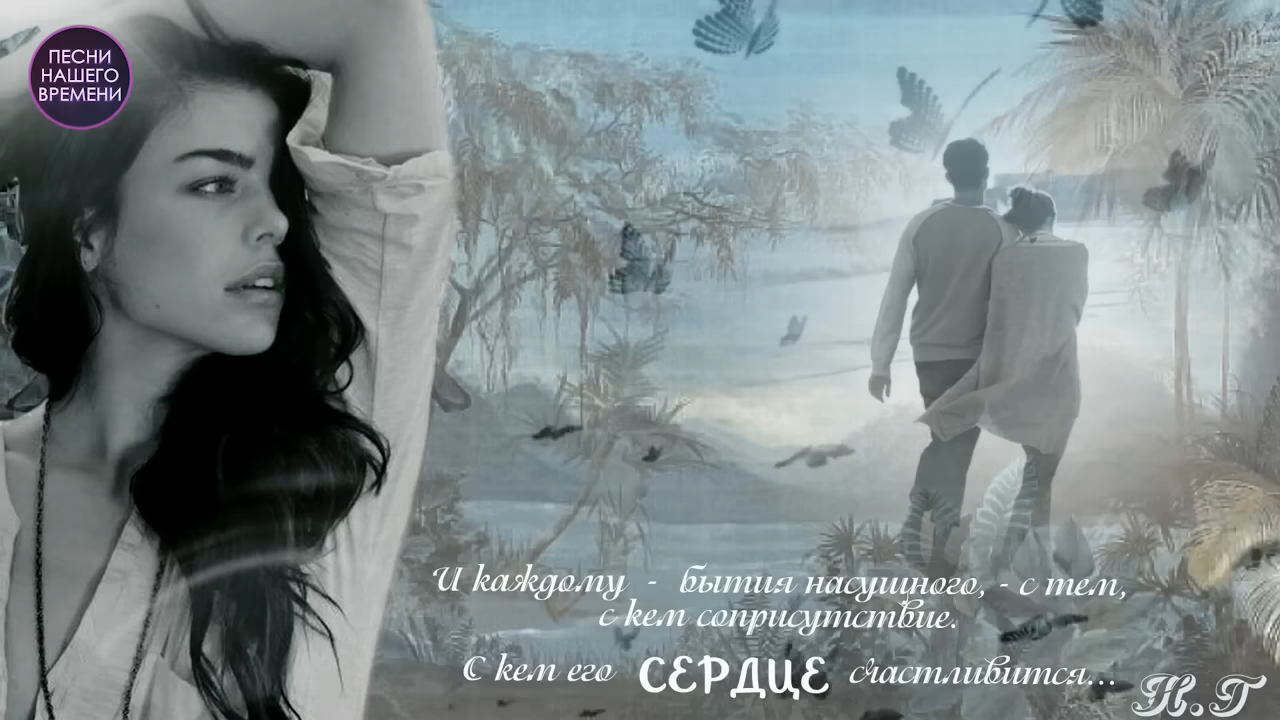 ПЕСНИ
НАШЕГО
ВРЕМЕНИ
И каждому - бытия насущного, - с тем,
с кем соприсутствие.
С кем его СЕРДЦЕ счастливится...
Н.Г